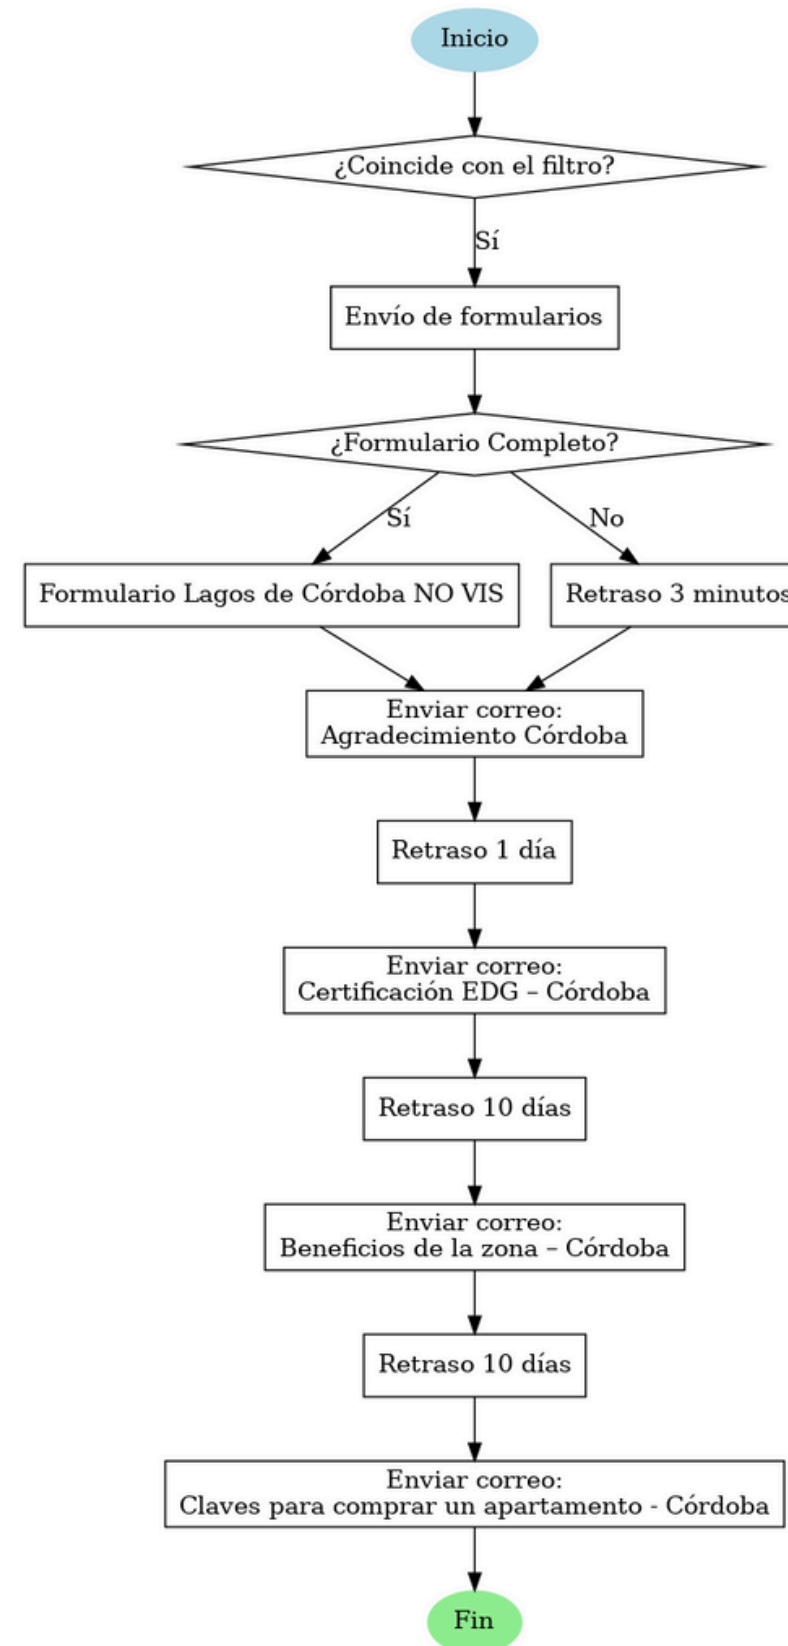 Inicio
¿Coincide con el filtro?
Sí
Envío de formularios
¿Formulario Completo?
Sí
No
Formulario Lagos de Córdoba NO VIS
Retraso 3 minutos
Enviar correo:
Agradecimiento Córdoba
Retraso 1 día
Enviar correo:
Certificación EDG – Córdoba
Retraso 10 días
Enviar correo:
Beneficios de la zona – Córdoba
Retraso 10 días
Enviar correo:
Claves para comprar un apartamento - Córdoba
Fin